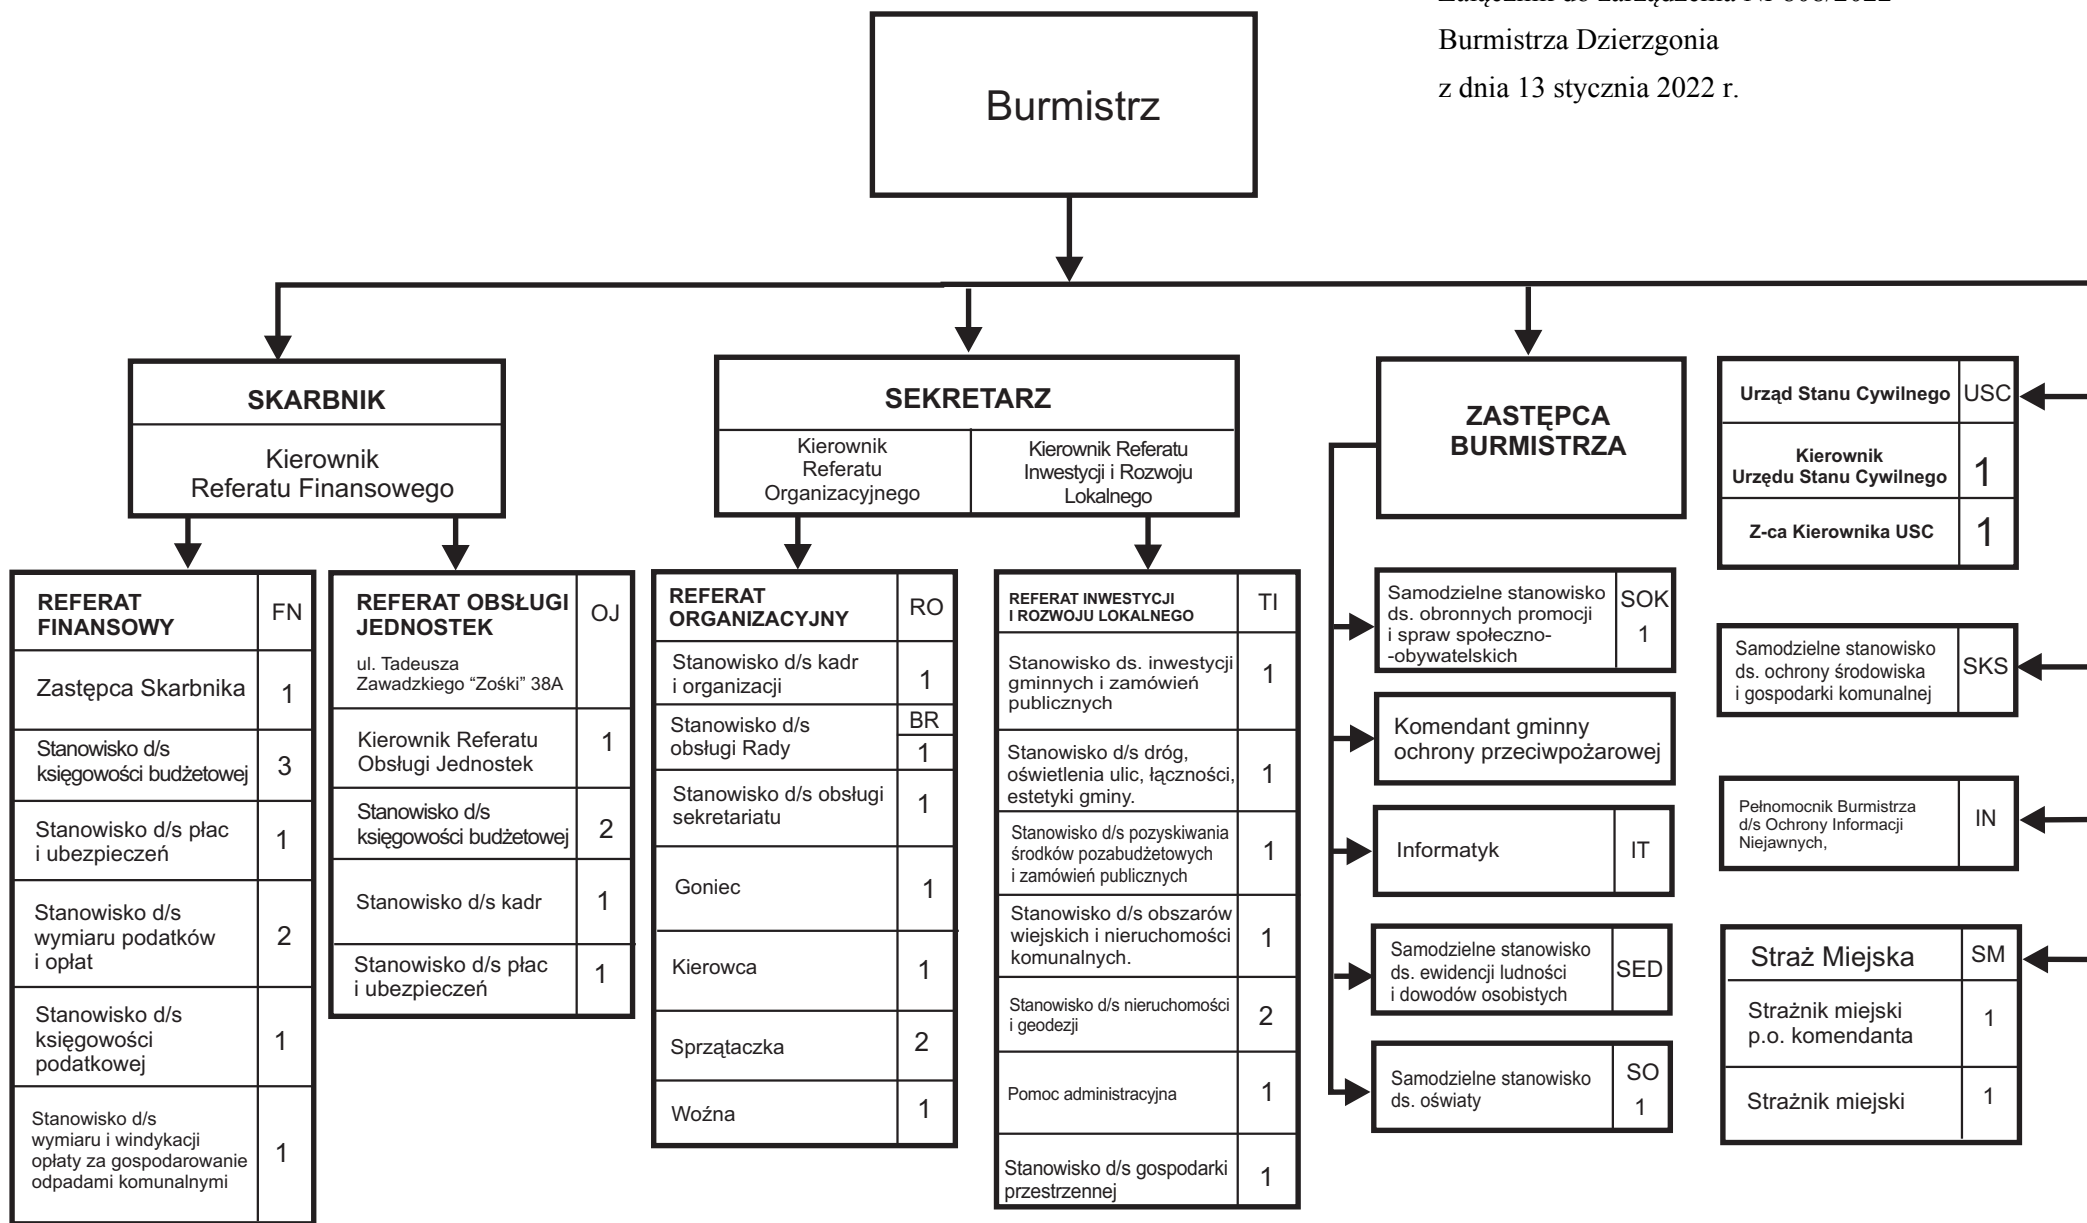 Burmistrza Dzierzgonia
z dnia 13 stycznia 2022 r.
Burmistrz
SKARBNIK
Kierownik
Referatu Finansowego
SEKRETARZ
Kierownik
Referatu
Organizacyjnego
Kierownik Referatu
Inwestycji i Rozwoju
Lokalnego
ZASTĘPCA
BURMISTRZA
Urząd Stanu Cywilnego USC
Kierownik
Urzędu Stanu Cywilnego 1
Z-ca Kierownika USC 1
REFERAT
FINANSOWY FN
Zastępca Skarbnika 1
Stanowisko d/s
księgowości budżetowej 3
Stanowisko d/s płac
i ubezpieczeń 1
Stanowisko d/s
wymiaru podatków
i opłat 2
Stanowisko d/s
księgowości
podatkowej 1
Stanowisko d/s
wymiaru i windykacji
opłaty za gospodarowanie
odpadami komunalnymi 1
REFERAT OBSŁUGI
JEDNOSTEK OJ
ul. Tadeusza
Zawadzkiego “Zośki” 38A
Kierownik Referatu
Obsługi Jednostek 1
Stanowisko d/s
księgowości budżetowej 2
Stanowisko d/s kadr 1
Stanowisko d/s płac
i ubezpieczeń 1
REFERAT
ORGANIZACYJNY RO
Stanowisko d/s kadr
i organizacji 1
Stanowisko d/s
obsługi Rady BR
1
Stanowisko d/s obsługi
sekretariatu 1
Goniec 1
Kierowca 1
Sprzątaczka 2
Woźna 1
REFERAT INWESTYCJI
I ROZWOJU LOKALNEGO TI
Stanowisko ds. inwestycji
gminnych i zamówień
publicznych 1
Stanowisko d/s dróg,
oświetlenia ulic, łączności,
estetyki gminy. 1
Stanowisko d/s pozyskiwania
środków pozabudżetowych
i zamówień publicznych 1
Stanowisko d/s obszarów
wiejskich i nieruchomości
komunalnych. 1
Stanowisko d/s nieruchomości
i geodezji 2
Pomoc administracyjna 1
Stanowisko d/s gospodarki
przestrzennej 1
Samodzielne stanowisko
ds. obronnych promocji
i spraw społeczno-
-obywatelskich
SOK
1
Komendant gminny
ochrony przeciwpożarowej
Informatyk IT
Samodzielne stanowisko
ds. ewidencji ludności
i dowodów osobistych
SED
Samodzielne stanowisko
ds. oświaty
SO
1
Samodzielne stanowisko
ds. ochrony środowiska
i gospodarki komunalnej
SKS
Pełnomocnik Burmistrza
d/s Ochrony Informacji
Niejawnych,
IN
Straż Miejska SM
Strażnik miejski
p.o. komendanta 1
Strażnik miejski 1